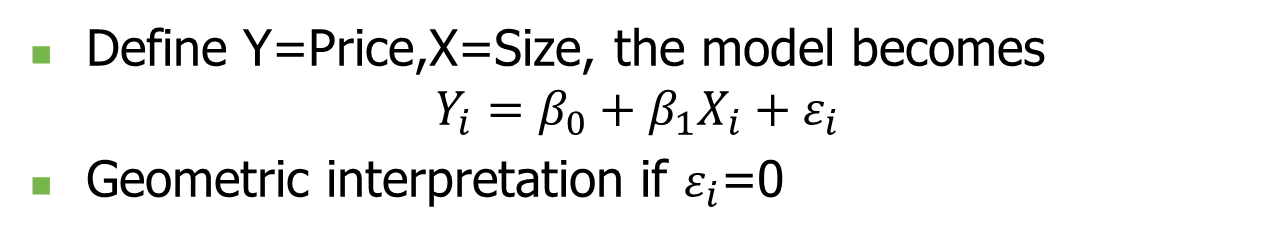 ▪ Define Y=Price,X=Size, the model becomes
𝑌ᵢ = 𝛽₀ + 𝛽₁𝑋ᵢ + 𝜀ᵢ
▪ Geometric interpretation if 𝜀ᵢ=0